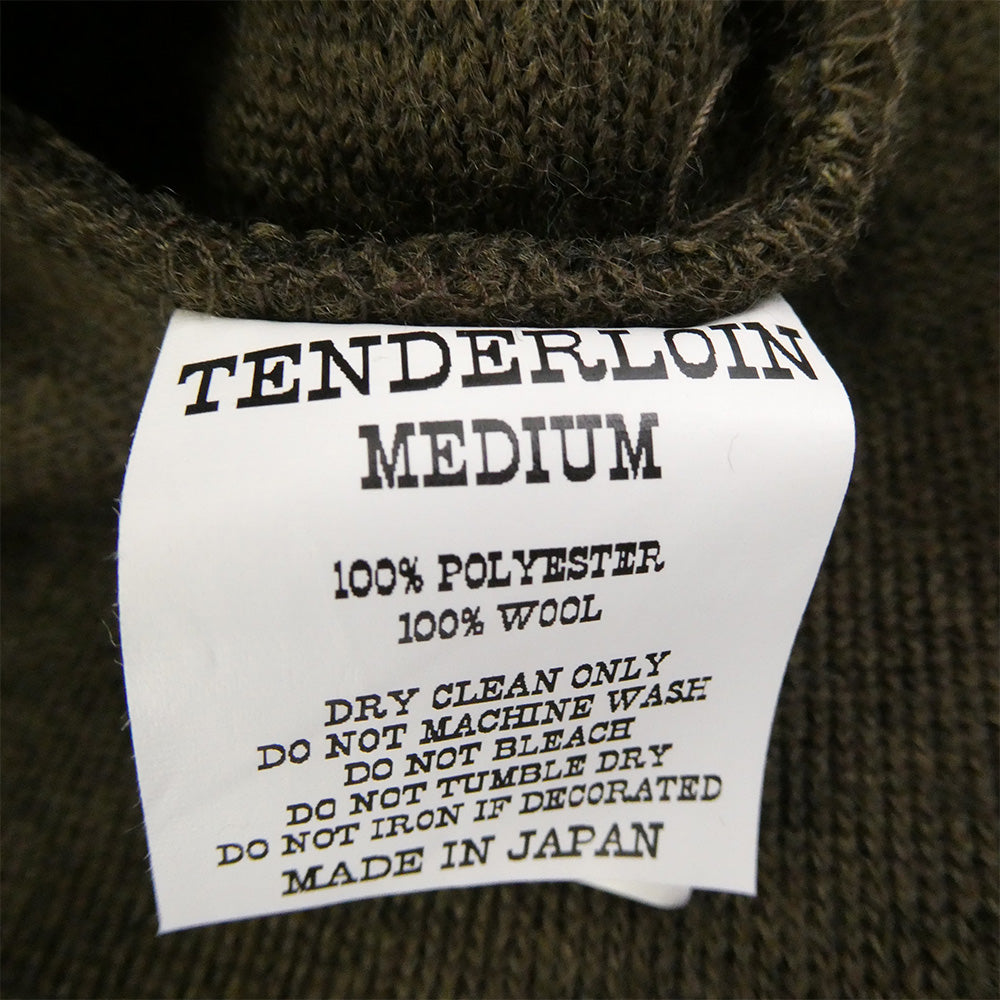 TENDERLOIN
MEDIUM
100% POLYESTER
100% WOOL
DRY CLEAN ONLY
DO NOT MACHINE WASH
DO NOT BLEACH
DO NOT TUMBLE DRY
DO NOT IRON IF DECORATED
MADE IN JAPAN